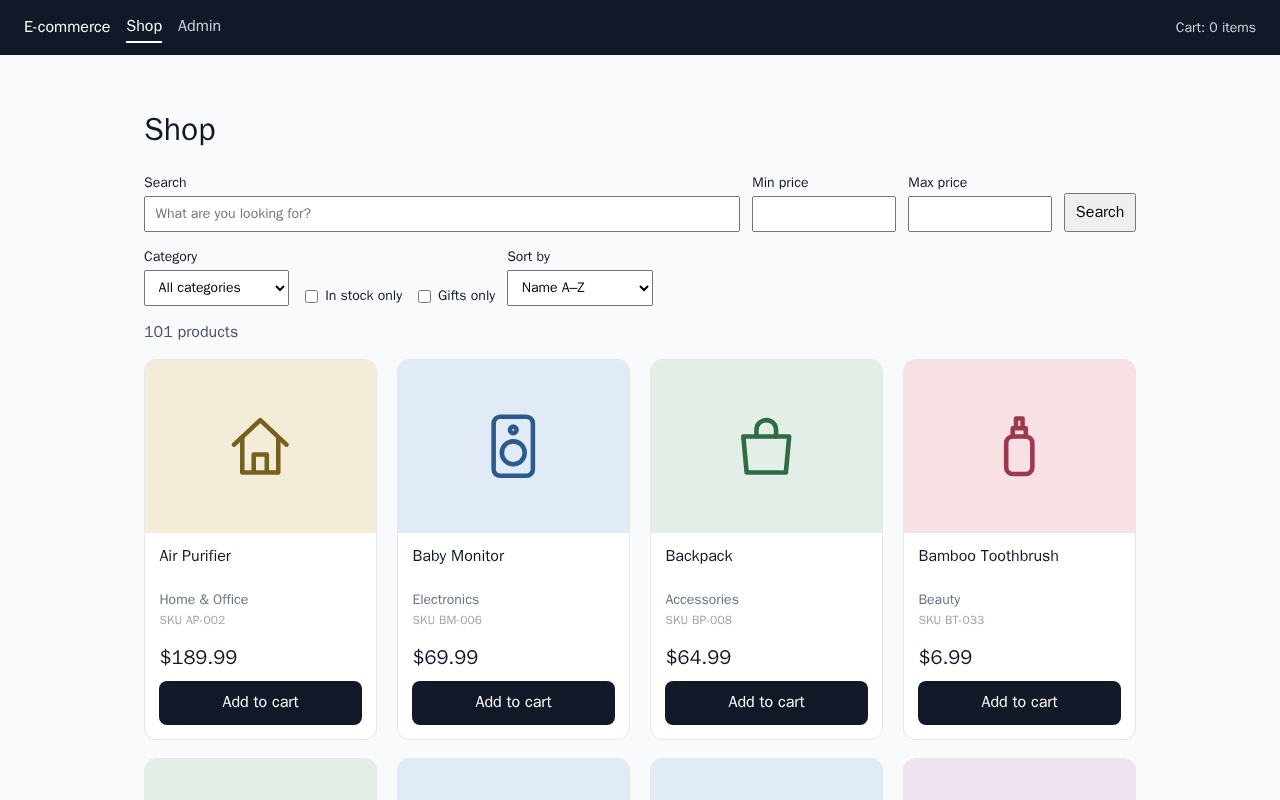 E-commerce Shop Admin Cart: 0 items
Shop
Search Min price Max price
What are you looking for? Search
Category Sort by
All categories In stock only Gifts only Name A–Z
101 products
Air Purifier Baby Monitor Backpack Bamboo Toothbrush
Home & Office Electronics Accessories Beauty
SKU AP-002 SKU BM-006 SKU BP-008 SKU BT-033
$189.99 $69.99 $64.99 $6.99
Add to cart Add to cart Add to cart Add to cart